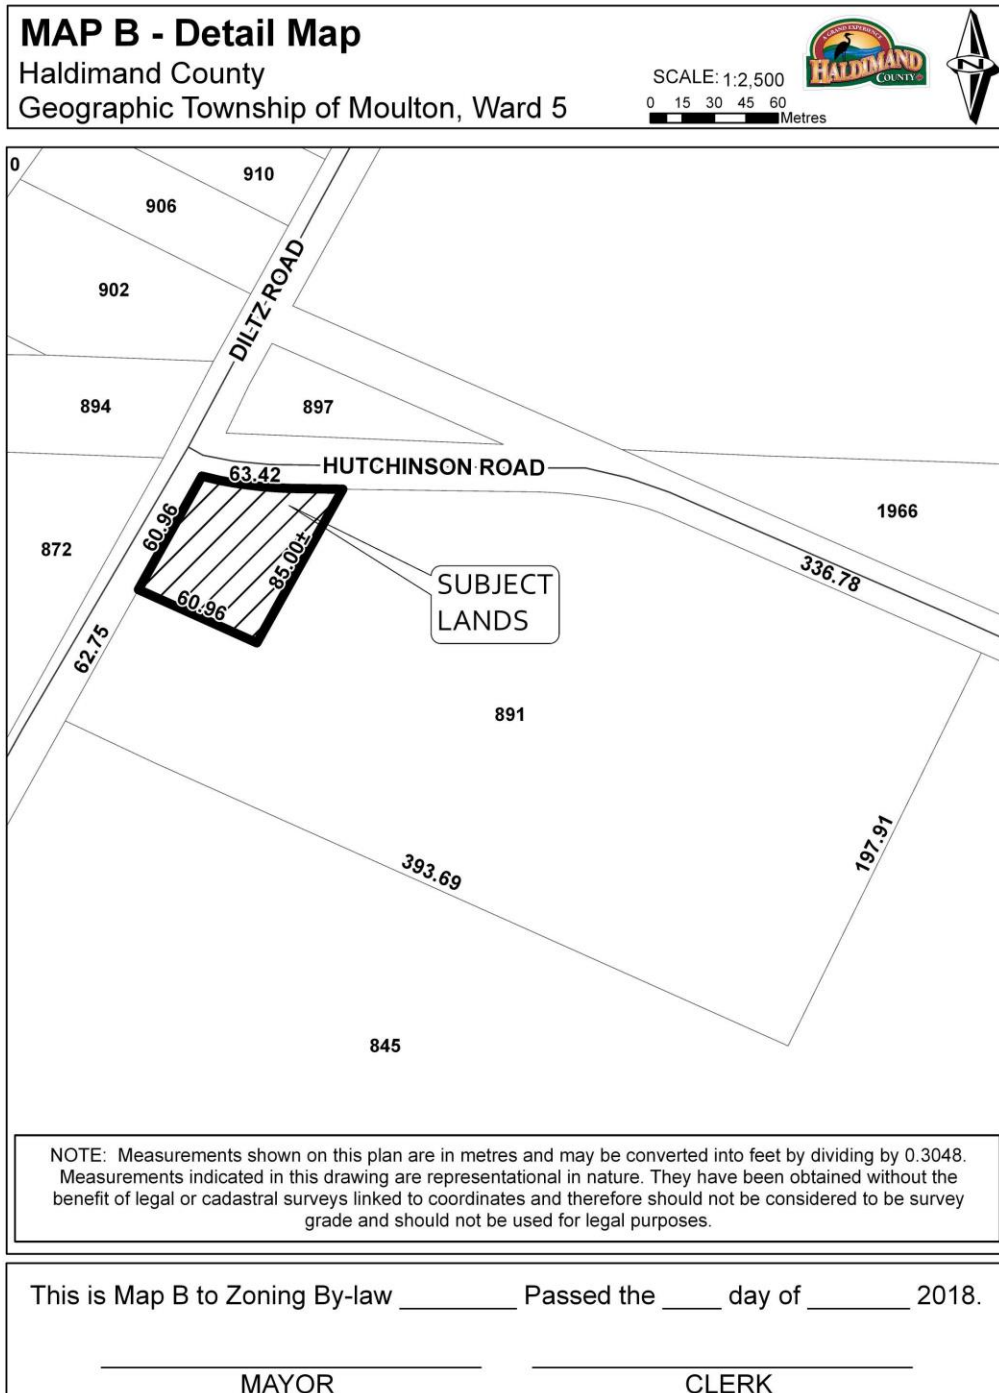 MAP B - Detail Map
Haldimand County
Geographic Township of Moulton, Ward 5
SCALE: 1:2,500
0 15 30 45 60
Metres
A GRAND EXPERIENCE
HALDIMAND
COUNTY
N
0
910
906
902
DILTZ ROAD
894
897
63.42
HUTCHINSON ROAD
1966
872
60.96
85.00±
60.96
336.78
SUBJECT
LANDS
62.75
891
197.91
393.69
845
NOTE: Measurements shown on this plan are in metres and may be converted into feet by dividing by 0.3048.
Measurements indicated in this drawing are representational in nature. They have been obtained without the
benefit of legal or cadastral surveys linked to coordinates and therefore should not be considered to be survey
grade and should not be used for legal purposes.
This is Map B to Zoning By-law ________ Passed the ____ day of _______ 2018.
MAYOR
CLERK